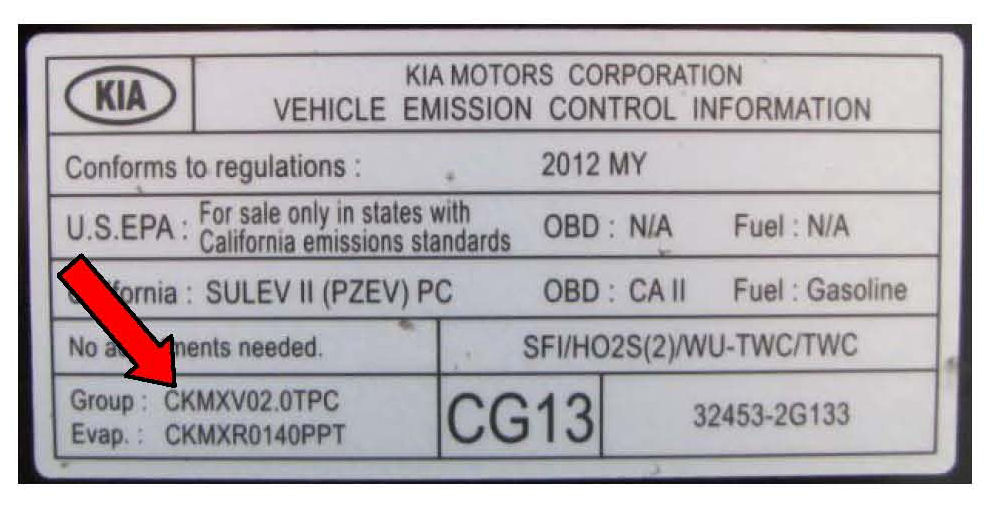 KIA
KIA MOTORS CORPORATION
VEHICLE EMISSION CONTROL INFORMATION
Conforms to regulations : 2012 MY
U.S.EPA : For sale only in states with
California emissions standards OBD : N/A Fuel : N/A
: SULEV II (PZEV) PC OBD : CA II Fuel : Gasoline
No needed. SFI/HO2S(2)/WU-TWC/TWC
Group : CKMXV02.0TPC
Evap. : CKMXR0140PPT
CG13
32453-2G133